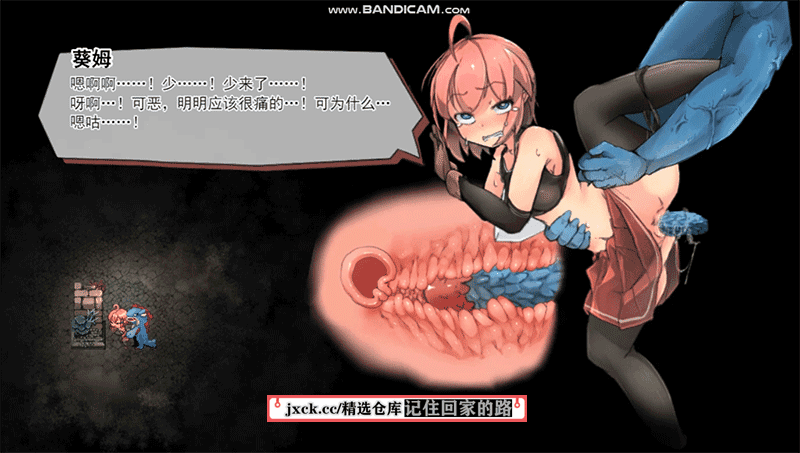 WWW.BANDICAM.COM
葵姆
嗯啊啊……！少……！少来了……！
呀啊…！可恶，明明应该很痛的…！可为什么…
嗯咕……！
jxck.cc/精选仓库记住回家的路